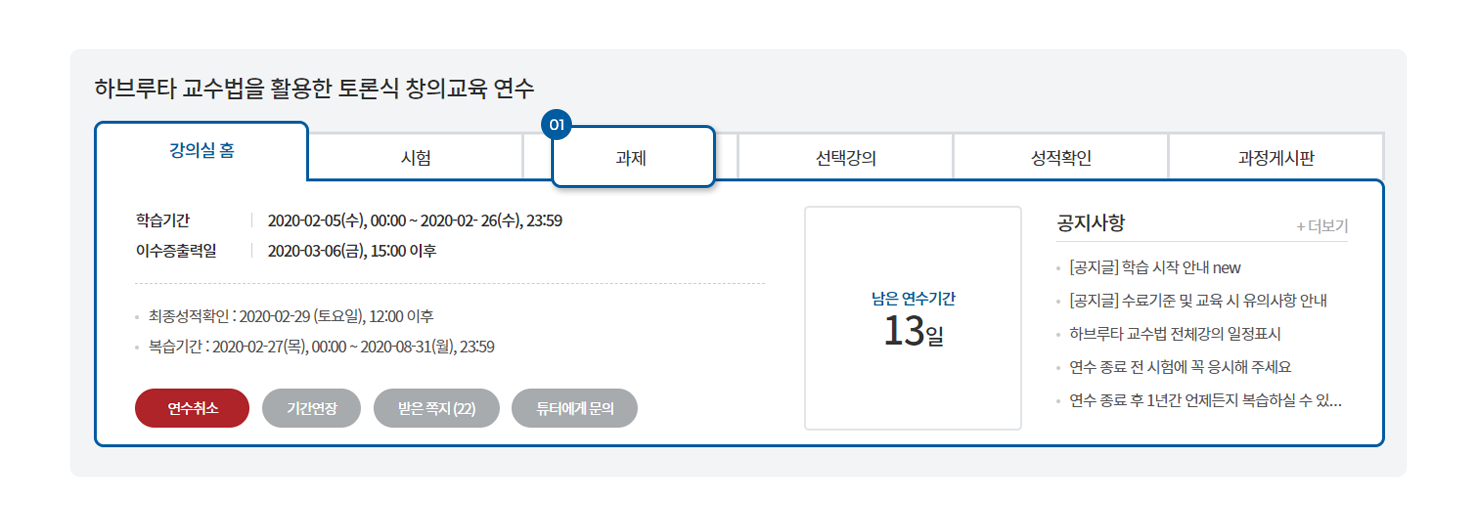 하브루타 교수법을 활용한 토론식 창의교육 연수
강의실 홈
시험
01
과제
선택강의
성적확인
과정게시판
학습기간 2020-02-05(수), 00:00 ~ 2020-02- 26(수), 23:59
이수증출력일 2020-03-06(금), 15:00 이후
최종성적확인 : 2020-02-29 (토요일), 12:00 이후
복습기간 : 2020-02-27(목), 00:00 ~ 2020-08-31(월), 23:59
연수취소
기간연장
받은 쪽지 (22)
튜터에게 문의
남은 연수기간
13일
공지사항
+ 더보기
[공지글] 학습 시작 안내 new
[공지글] 수료기준 및 교육 시 유의사항 안내
하브루타 교수법 전체강의 일정표시
연수 종료 전 시험에 꼭 응시해 주세요
연수 종료 후 1년간 언제든지 복습하실 수 있...